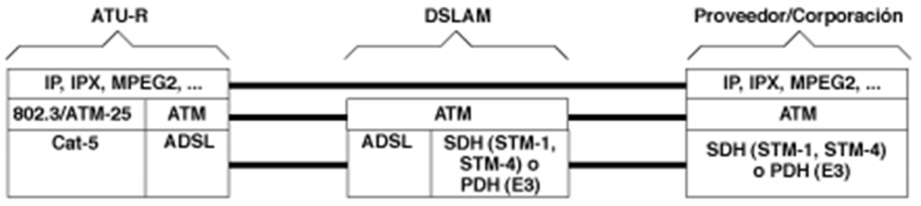 ATU-R
DSLAM
Proveedor/Corporación
IP, IPX, MPEG2, ...
IP, IPX, MPEG2, ...
802.3/ATM-25
ATM
ATM
ATM
Cat-5
ADSL
ADSL
SDH (STM-1,
STM-4) o
PDH (E3)
SDH (STM-1, STM-4)
o PDH (E3)